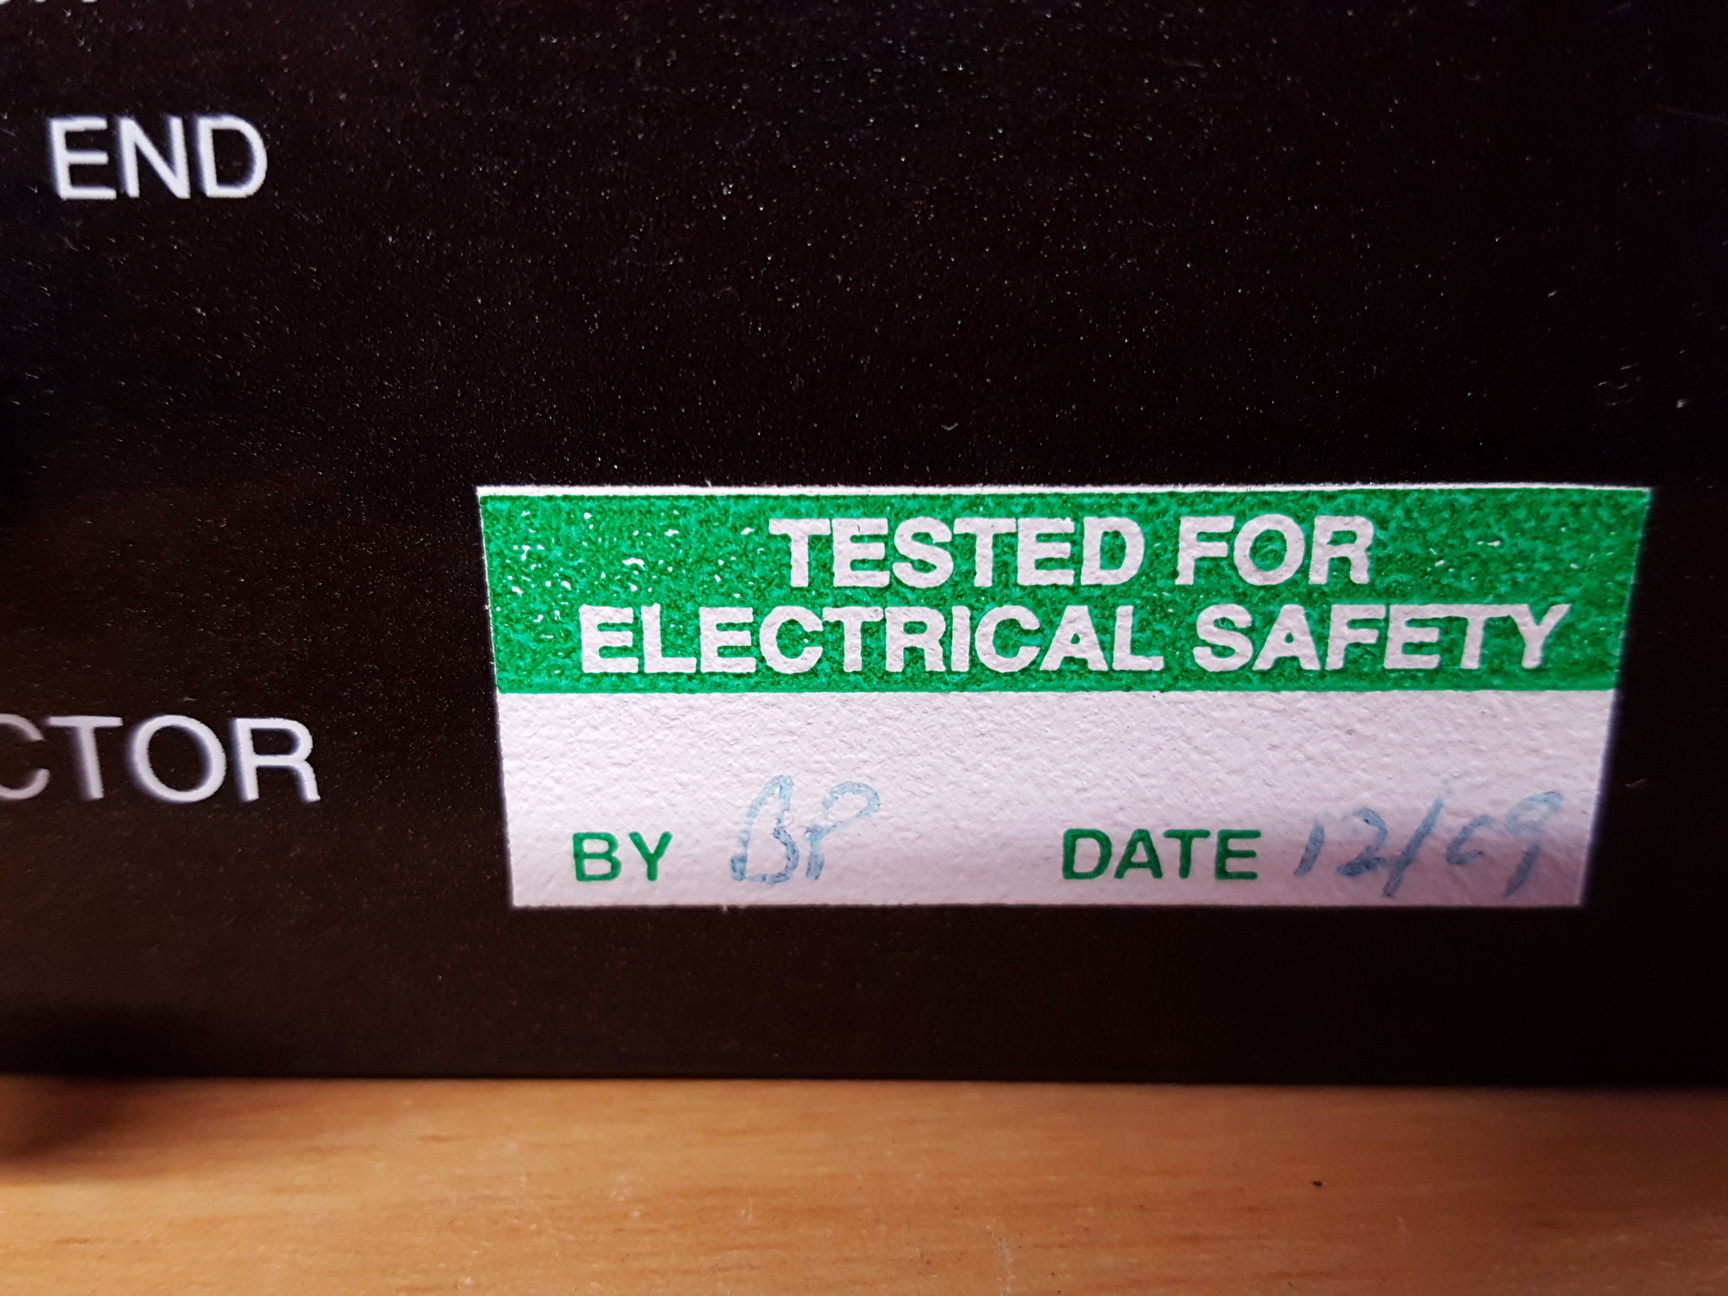 END
TESTED FOR
ELECTRICAL SAFETY
CTOR
BY BP DATE 12/09